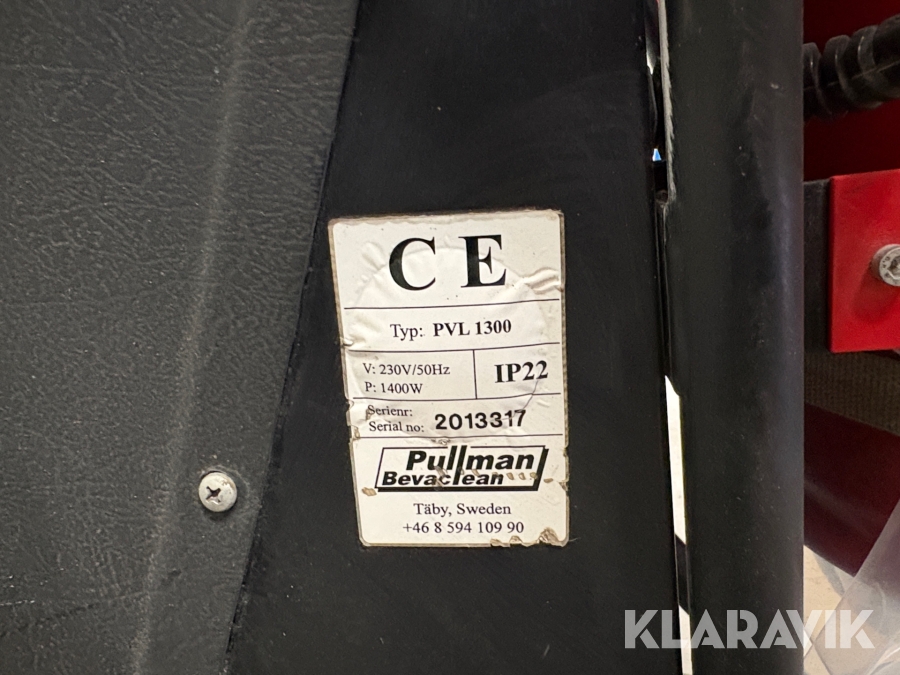 CE
Typ: PVL 1300
V: 230V/50Hz
P: 1400W
IP22
Serienr:
Serial no: 2013317
Pullman
Bevaclean
Täby, Sweden
+46 8 594 109 90
KLARAVIK